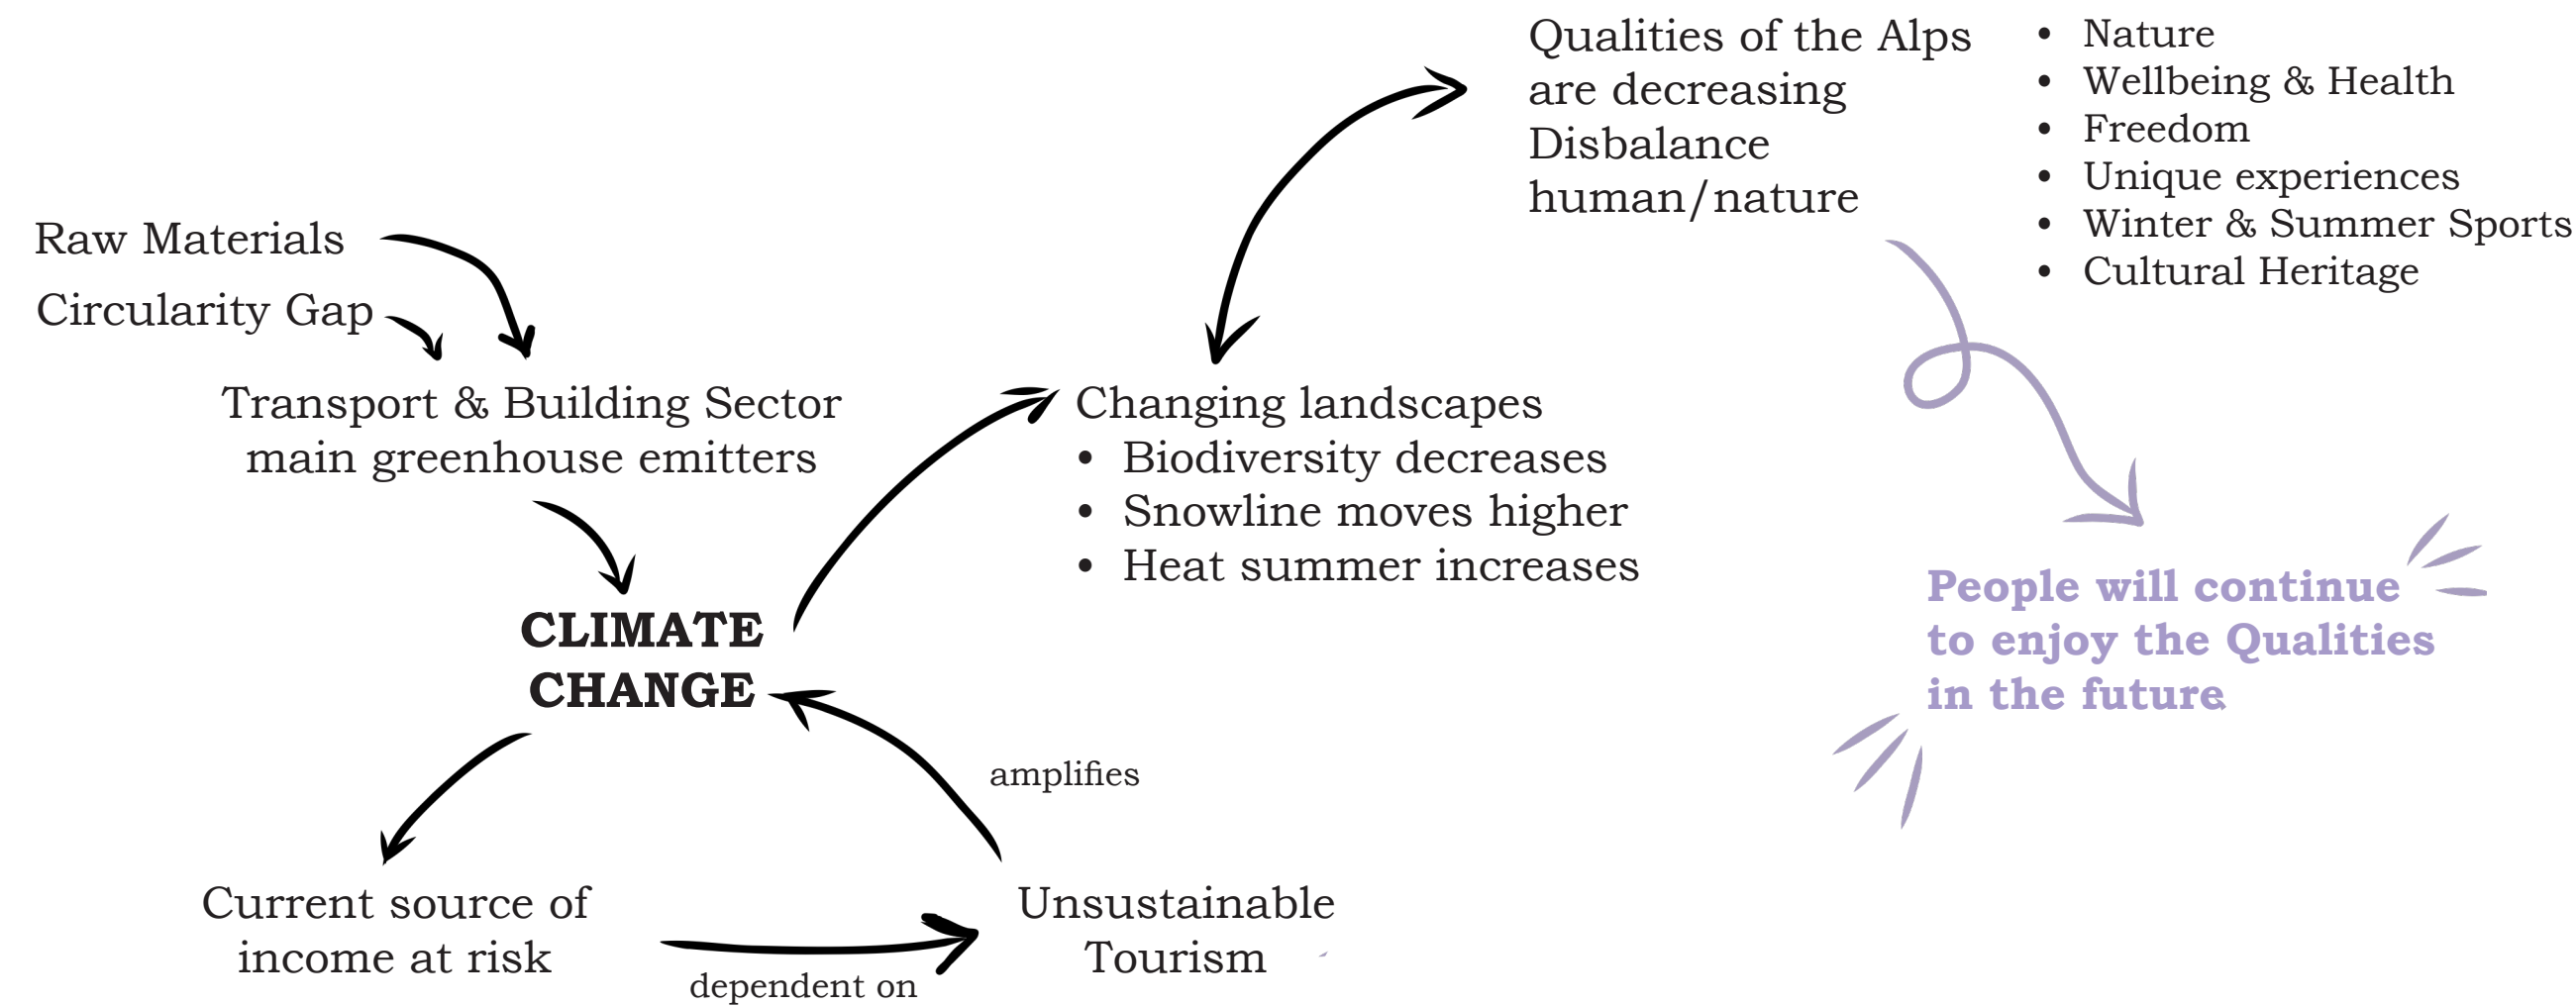 Qualities of the Alps
are decreasing
Disbalance
human/nature
• Nature
• Wellbeing & Health
• Freedom
• Unique experiences
• Winter & Summer Sports
• Cultural Heritage
Raw Materials
Circularity Gap
Transport & Building Sector
main greenhouse emitters
Changing landscapes
• Biodiversity decreases
• Snowline moves higher
• Heat summer increases
CLIMATE
CHANGE
People will continue
to enjoy the Qualities
in the future
amplifies
Current source of
income at risk
dependent on
Unsustainable
Tourism